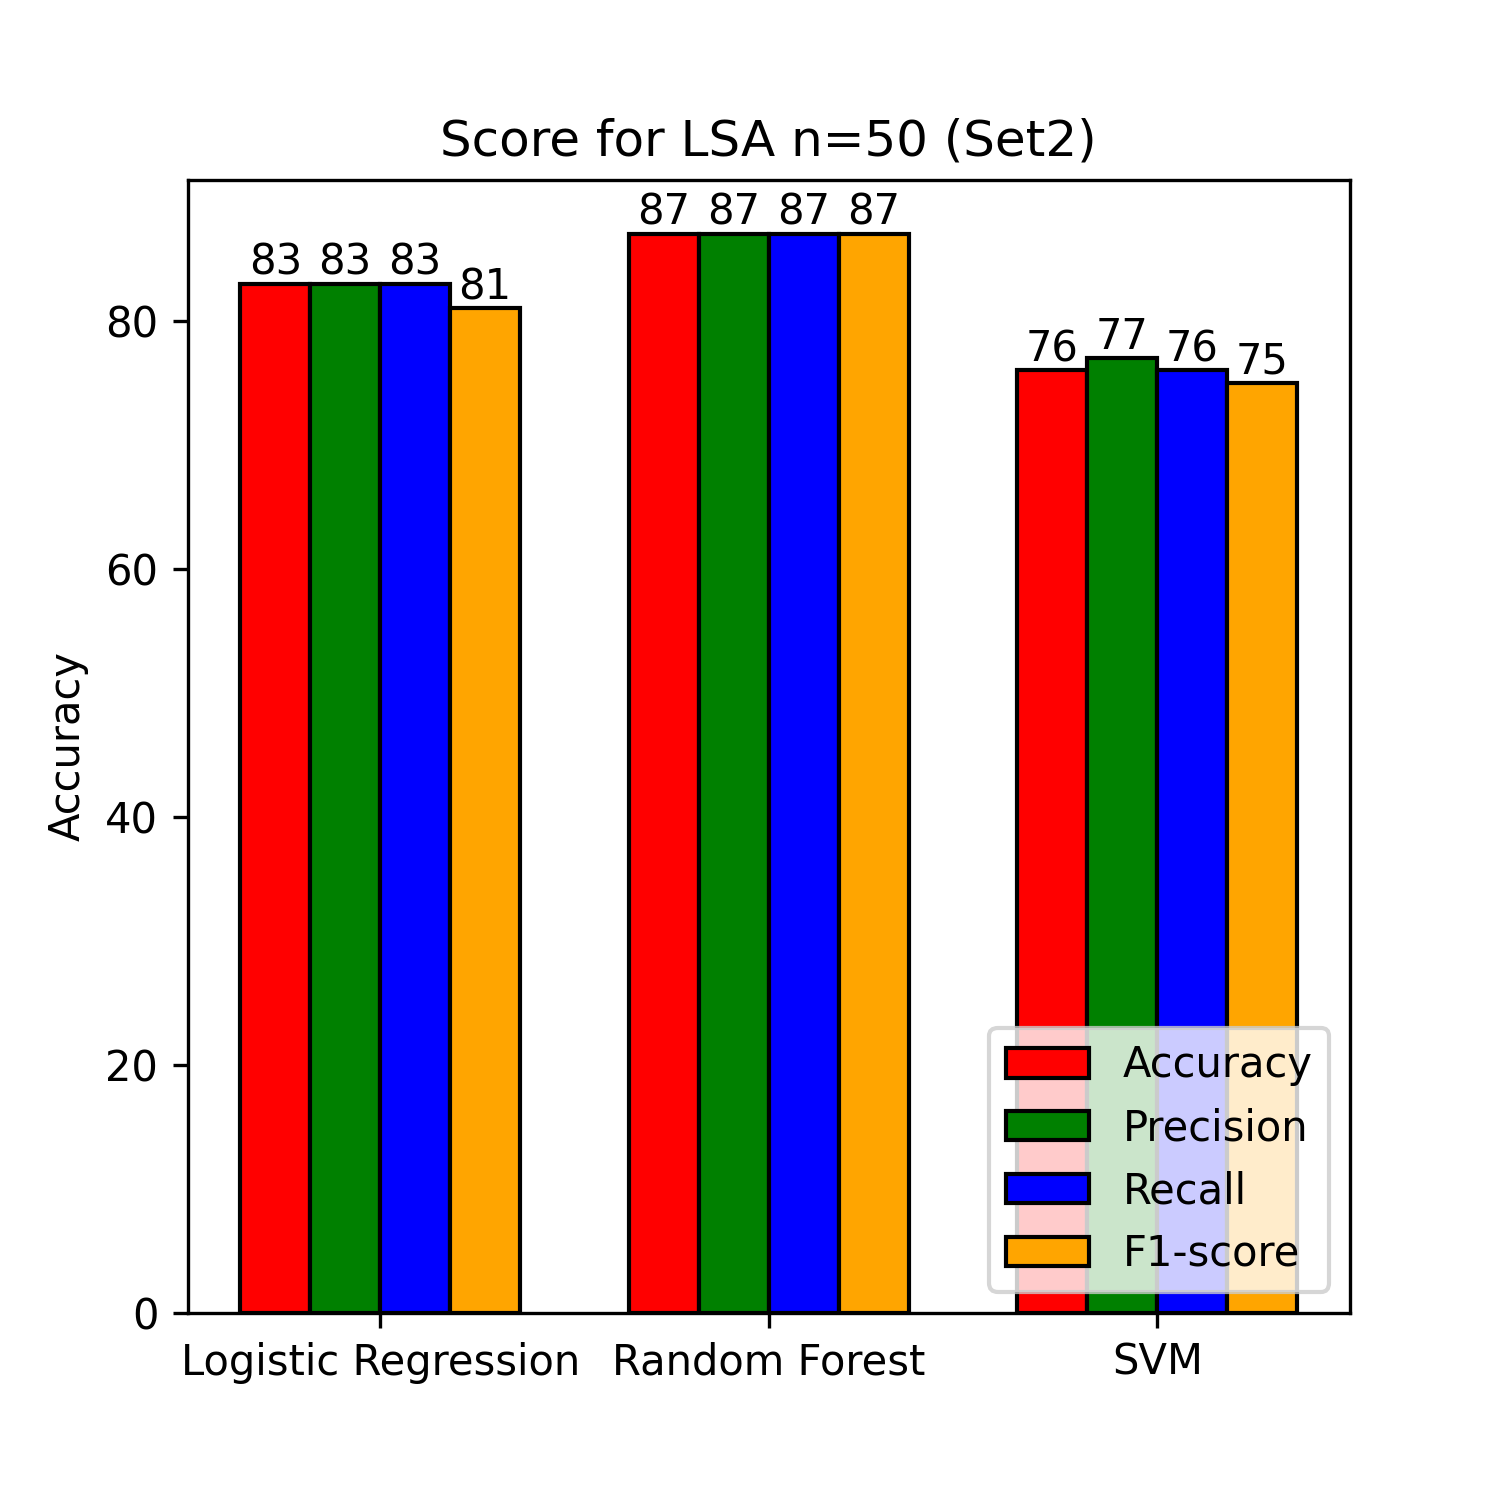 Score for LSA n=50 (Set2)
87 87 87 87
83 83 83 81
76 77 76 75
80
60
40
20
0
Accuracy
Accuracy
Precision
Recall
F1-score
Logistic Regression Random Forest SVM